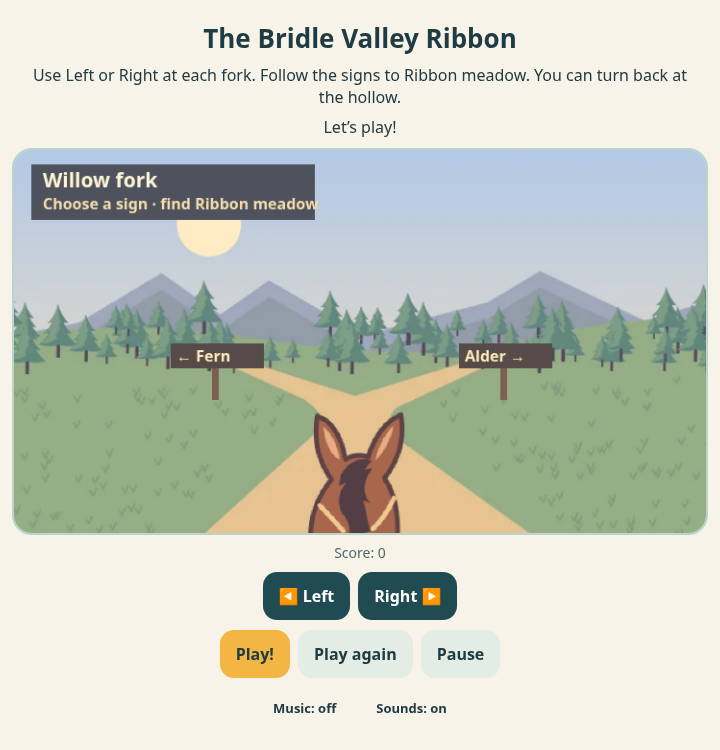 The Bridle Valley Ribbon
Use Left or Right at each fork. Follow the signs to Ribbon meadow. You can turn back at
the hollow.
Let’s play!
Willow fork
Choose a sign · find Ribbon meadow
← Fern
Alder →
Score: 0
◀ Left
Right ▶
Play!
Play again
Pause
Music: off
Sounds: on